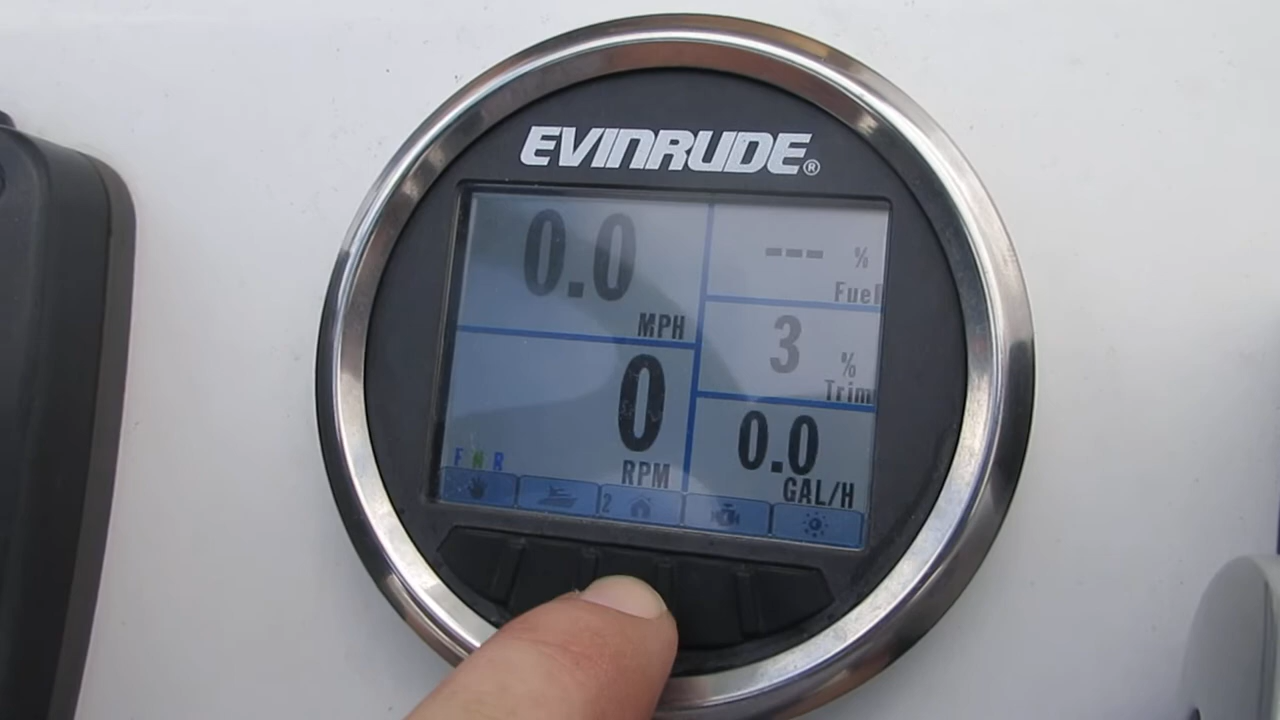 EVINRUDE®
0.0
MPH
--- %
Fuel
3 %
Trim
0
RPM
F N R
0.0
GAL/H
2